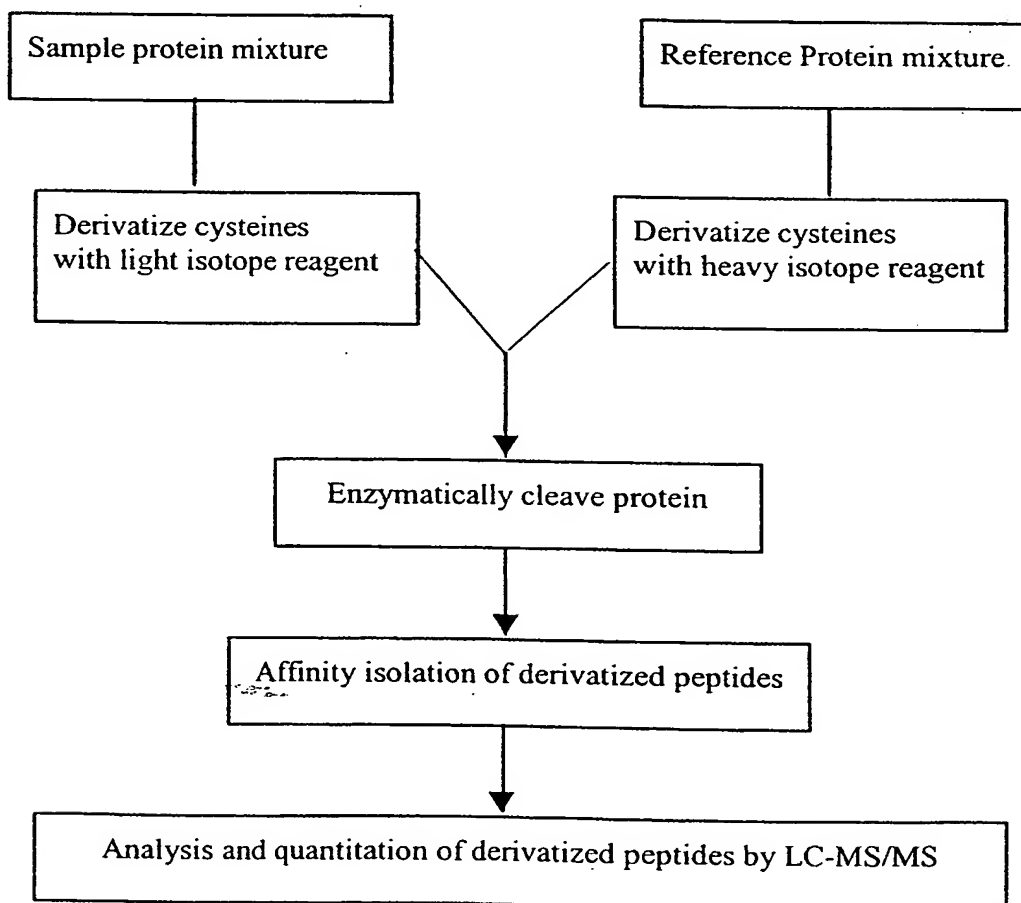 Sample protein mixture
Reference Protein mixture
Derivatize cysteines
with light isotope reagent
Derivatize cysteines
with heavy isotope reagent
Enzymatically cleave protein
Affinity isolation of derivatized peptides
Analysis and quantitation of derivatized peptides by LC-MS/MS